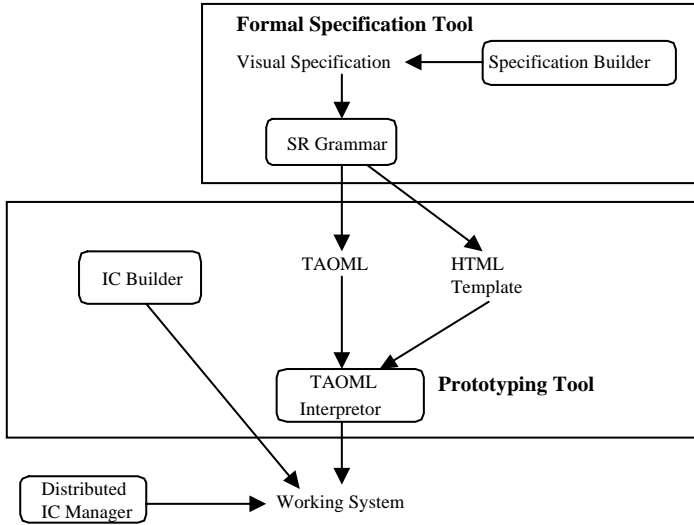 Formal Specification Tool
Visual Specification
Specification Builder
SR Grammar
IC Builder
TAOML
HTML
Template
TAOML
Interpretor
Prototyping Tool
Distributed
IC Manager
Working System